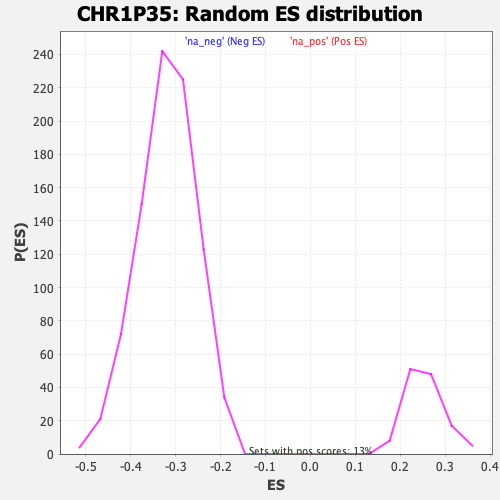 CHR1P35: Random ES distribution
'na_neg' (Neg ES) 'na_pos' (Pos ES)
P(ES)
240
220
200
180
160
140
120
100
80
60
40
20
0
Sets with pos scores: 13%
-0.5 -0.4 -0.3 -0.2 -0.1 0.0 0.1 0.2 0.3 0.4
ES